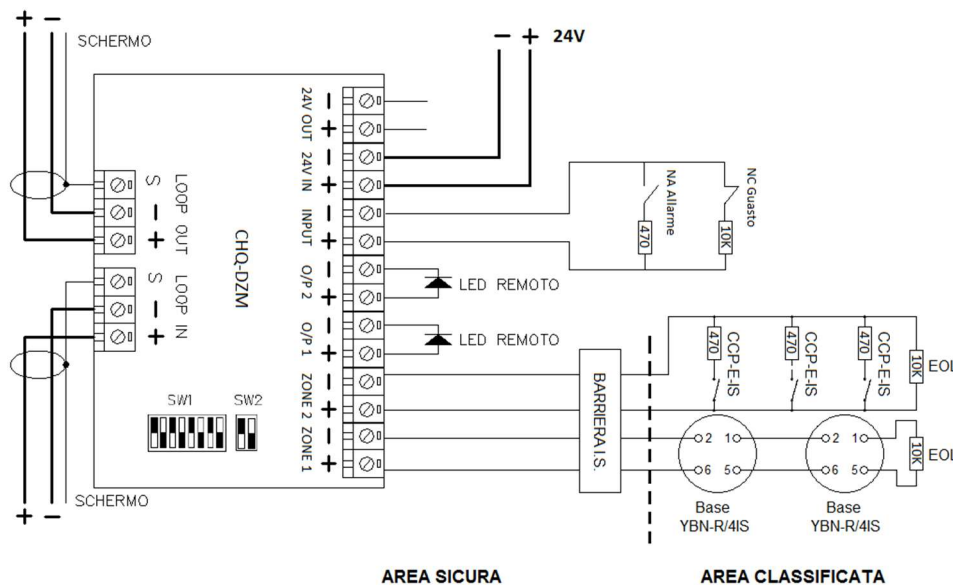 + −
SCHERMO
− + 24V
CHQ-DZM
S LOOP OUT
− +
S LOOP IN
− +
SW1 SW2
SCHERMO
+ −
24V OUT − +
24V IN − +
INPUT − +
O/P 2 − +
O/P 1 − +
ZONE 2 − +
ZONE 1 − +
NA Allarme
470
NC Guasto
10K
LED REMOTO
LED REMOTO
BARRIERA I.S.
470 CCP-E-IS
470 CCP-E-IS
470 CCP-E-IS
10K EOL
2 1
6 5
2 1
6 5
10K EOL
Base
YBN-R/4IS
Base
YBN-R/4IS
AREA SICURA
AREA CLASSIFICATA